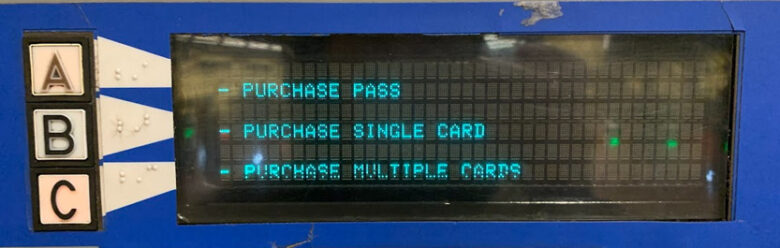 A - PURCHASE PASS
B - PURCHASE SINGLE CARD
C - PURCHASE MULTIPLE CARDS